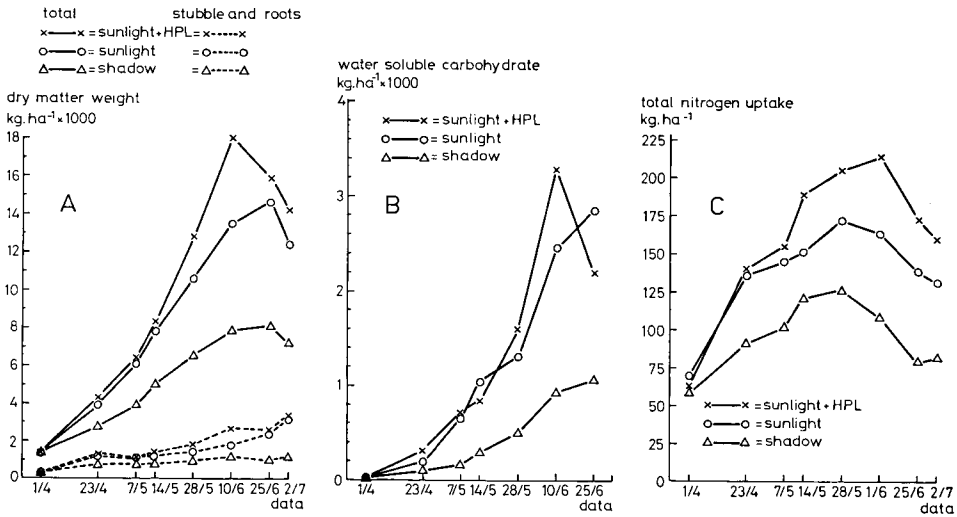 total stubble and roots
×——× = sunlight+HPL = ×-----×
○——○ = sunlight = ○-----○
△——△ = shadow = △-----△
dry matter weight
kg.ha⁻¹×1000
18
16
14
12
10
8
6
4
2
0
A
1/4 23/4 7/5 14/5 28/5 10/6 25/6 2/7
data
water soluble carbohydrate
kg.ha⁻¹×1000
4
3
2
1
0
×——× = sunlight+HPL
○——○ = sunlight
△——△ = shadow
B
1/4 23/4 7/5 14/5 28/5 10/6 25/6
data
total nitrogen uptake
kg.ha⁻¹
225
200
175
150
125
100
75
50
25
0
C
×——× = sunlight+HPL
○——○ = sunlight
△——△ = shadow
1/4 23/4 7/5 14/5 28/5 1/6 25/6 2/7
data